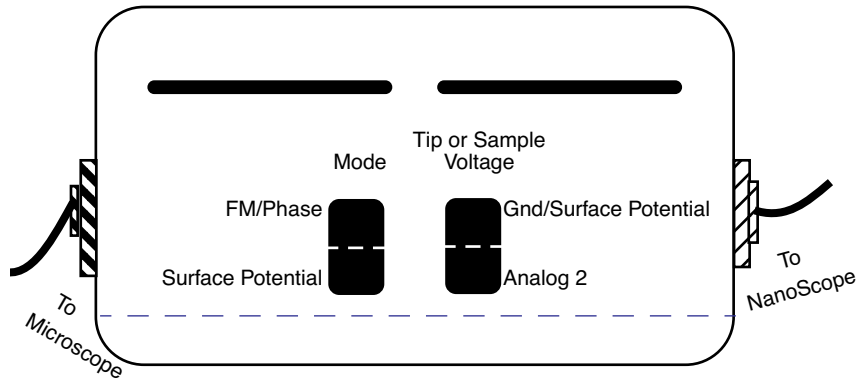 Tip or Sample
Mode Voltage
FM/Phase Gnd/Surface Potential
Surface Potential Analog 2
To
Microscope
To
NanoScope